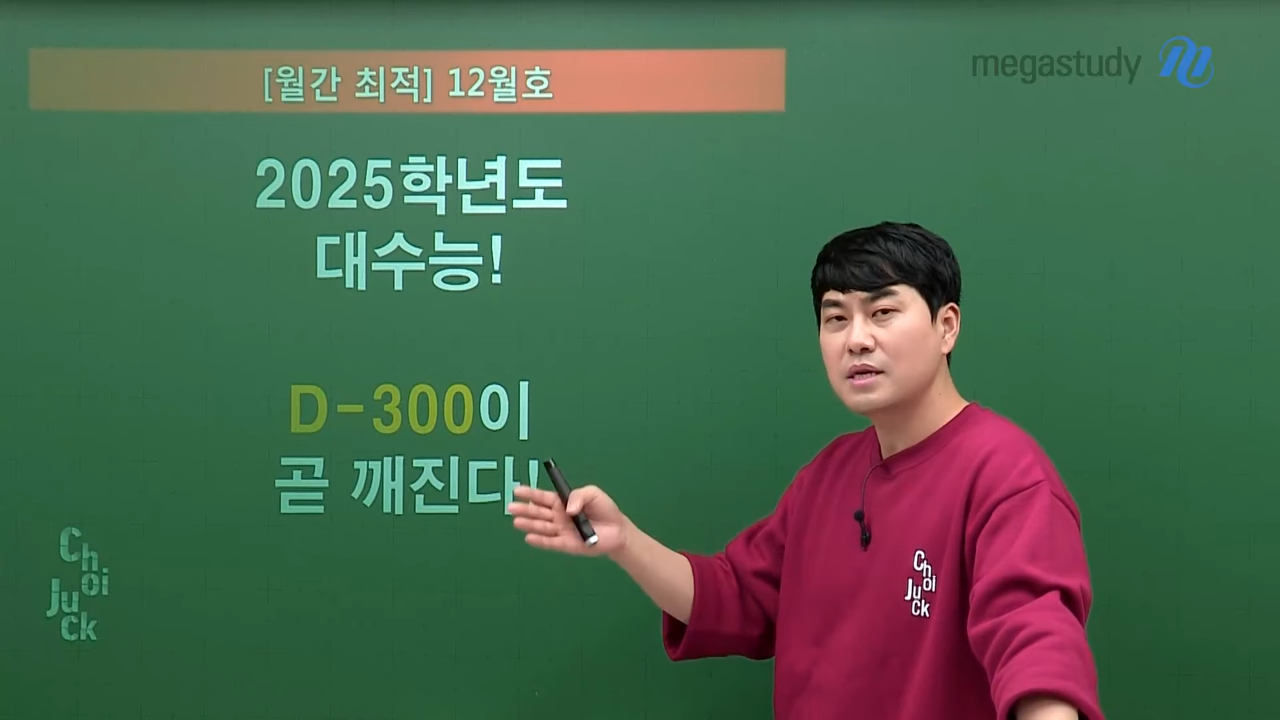 [월간 최적] 12월호
megastudy
2025학년도
대수능!
D-300이
곧 깨진다!
Choi
Juck
Choi
Juck